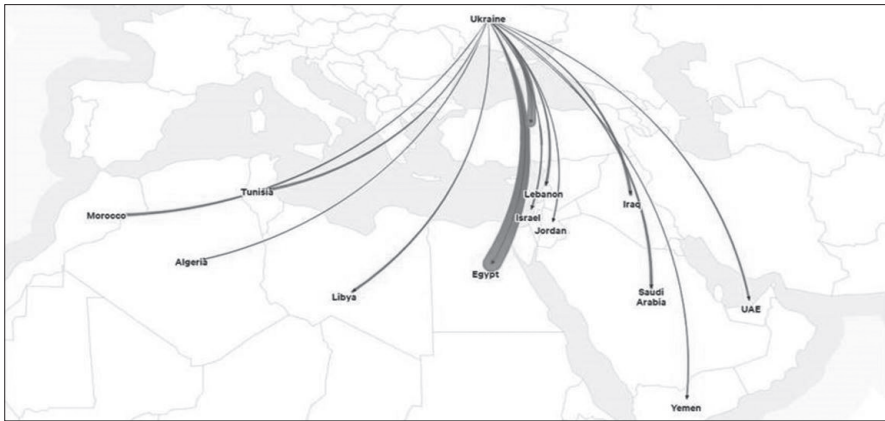 Ukraine
Tunisia
Morocco
Algeria
Libya
Egypt
Lebanon
Israel
Jordan
Iraq
Saudi
Arabia
UAE
Yemen